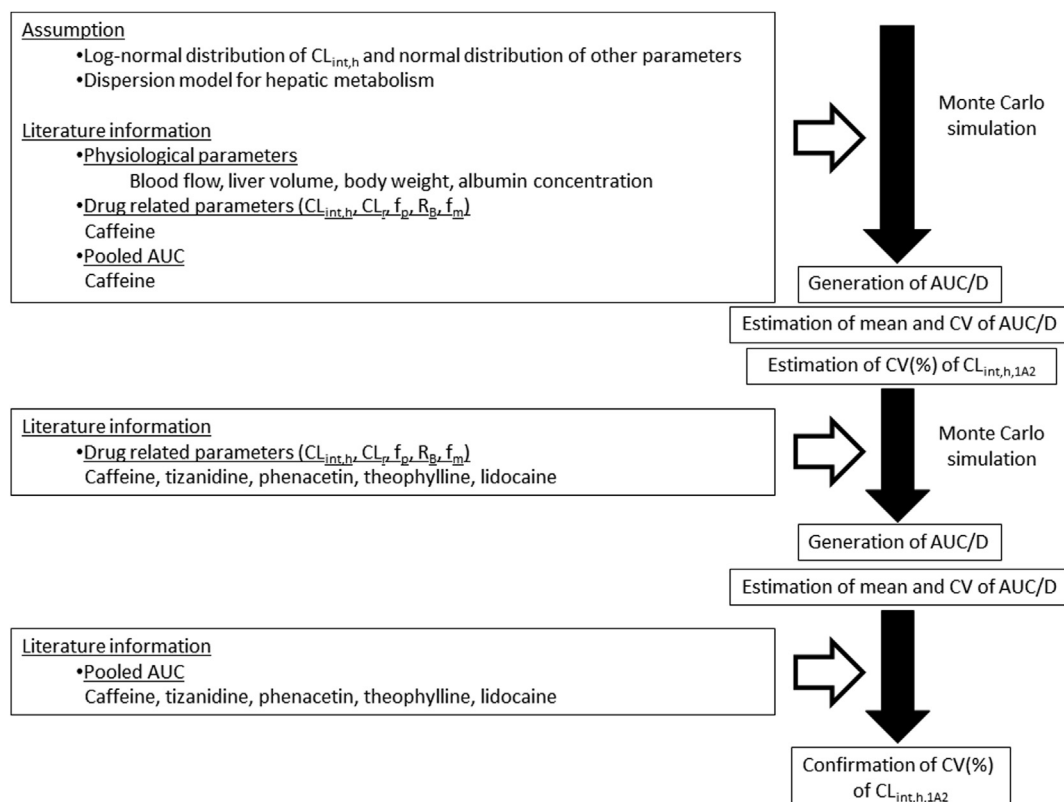 Assumption
•Log-normal distribution of CLint,h and normal distribution of other parameters
•Dispersion model for hepatic metabolism
Literature information
•Physiological parameters
Blood flow, liver volume, body weight, albumin concentration
•Drug related parameters (CLint,h, CLr, fp, RB, fm)
Caffeine
•Pooled AUC
Caffeine
Monte Carlo
simulation
Generation of AUC/D
Estimation of mean and CV of AUC/D
Estimation of CV(%) of CLint,h,1A2
Literature information
•Drug related parameters (CLint,h, CLr, fp, RB, fm)
Caffeine, tizanidine, phenacetin, theophylline, lidocaine
Monte Carlo
simulation
Generation of AUC/D
Estimation of mean and CV of AUC/D
Literature information
•Pooled AUC
Caffeine, tizanidine, phenacetin, theophylline, lidocaine
Confirmation of CV(%)
of CLint,h,1A2